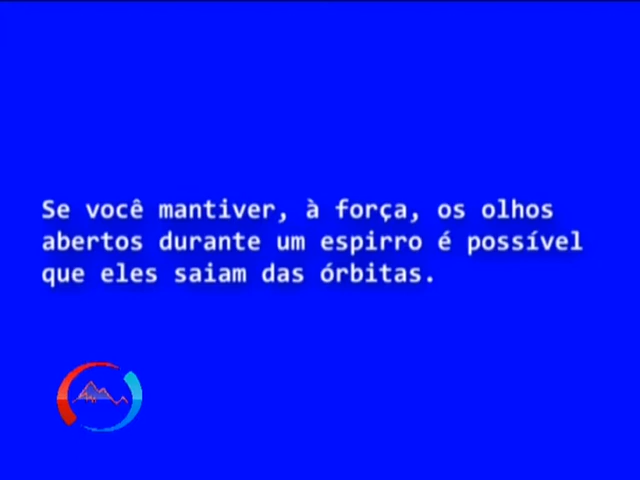 Se você mantiver, à força, os olhos
abertos durante um espirro é possível
que eles saiam das órbitas.